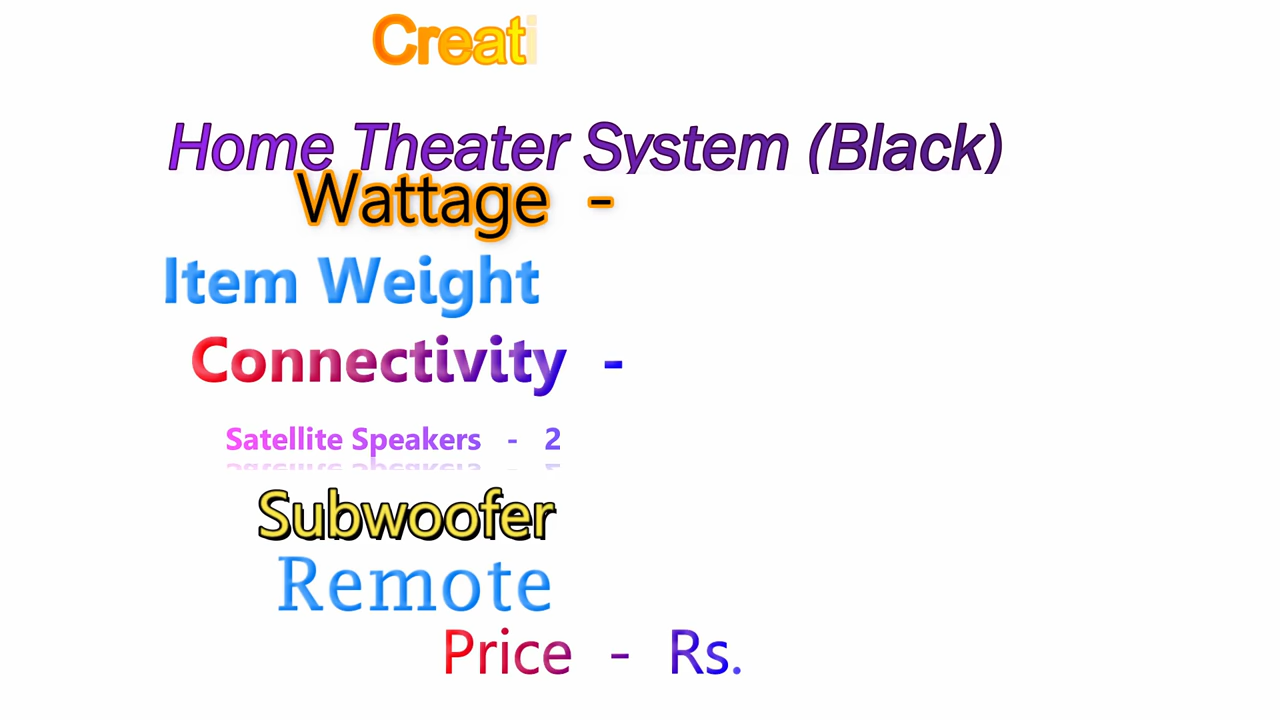 Creati
Home Theater System (Black)
Wattage -
Item Weight
Connectivity -
Satellite Speakers - 2
Subwoofer
Remote
Price - Rs.